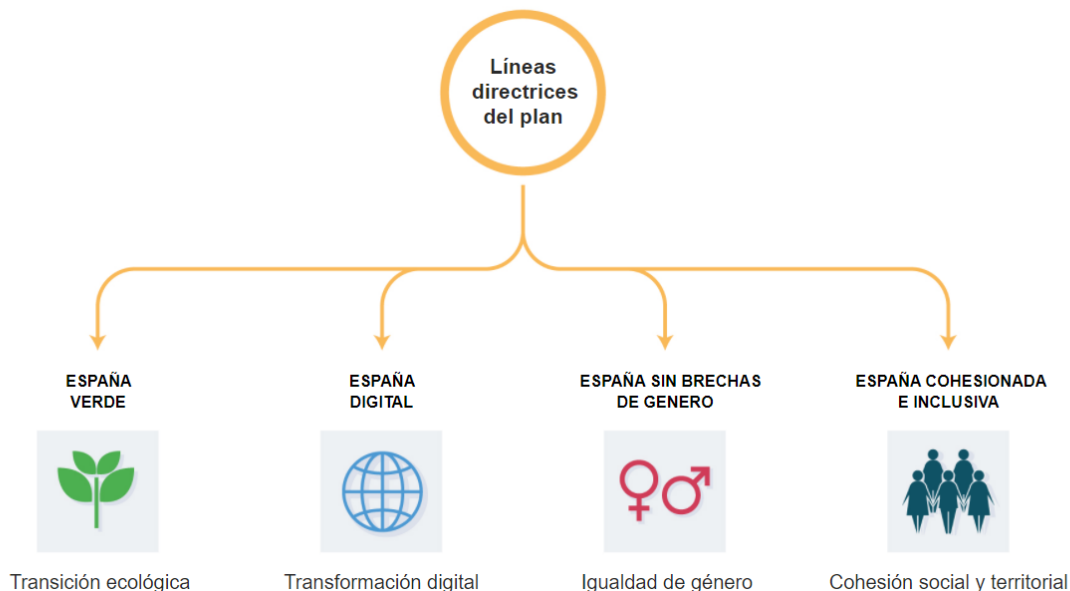 Líneas
directrices
del plan
ESPAÑA
VERDE
ESPAÑA
DIGITAL
ESPAÑA SIN BRECHAS
DE GENERO
ESPAÑA COHESIONADA
E INCLUSIVA
Transición ecológica
Transformación digital
Igualdad de género
Cohesión social y territorial